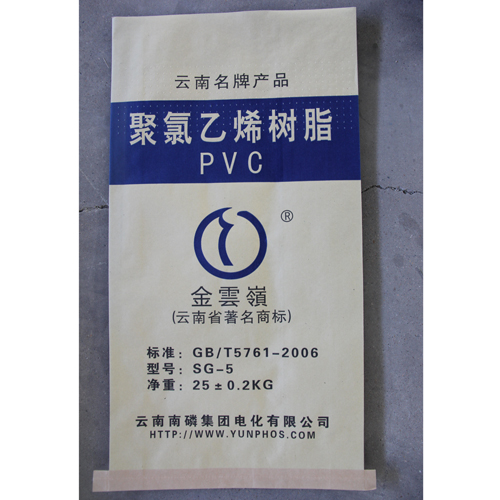 云南名牌产品
聚氯乙烯树脂
PVC
®
金雲嶺
(云南省著名商标)
标准：GB/T5761-2006
型号：SG-5
净重：25±0.2KG
云南南磷集团电化有限公司
HTTP://WWW.YUNPHOS.COM